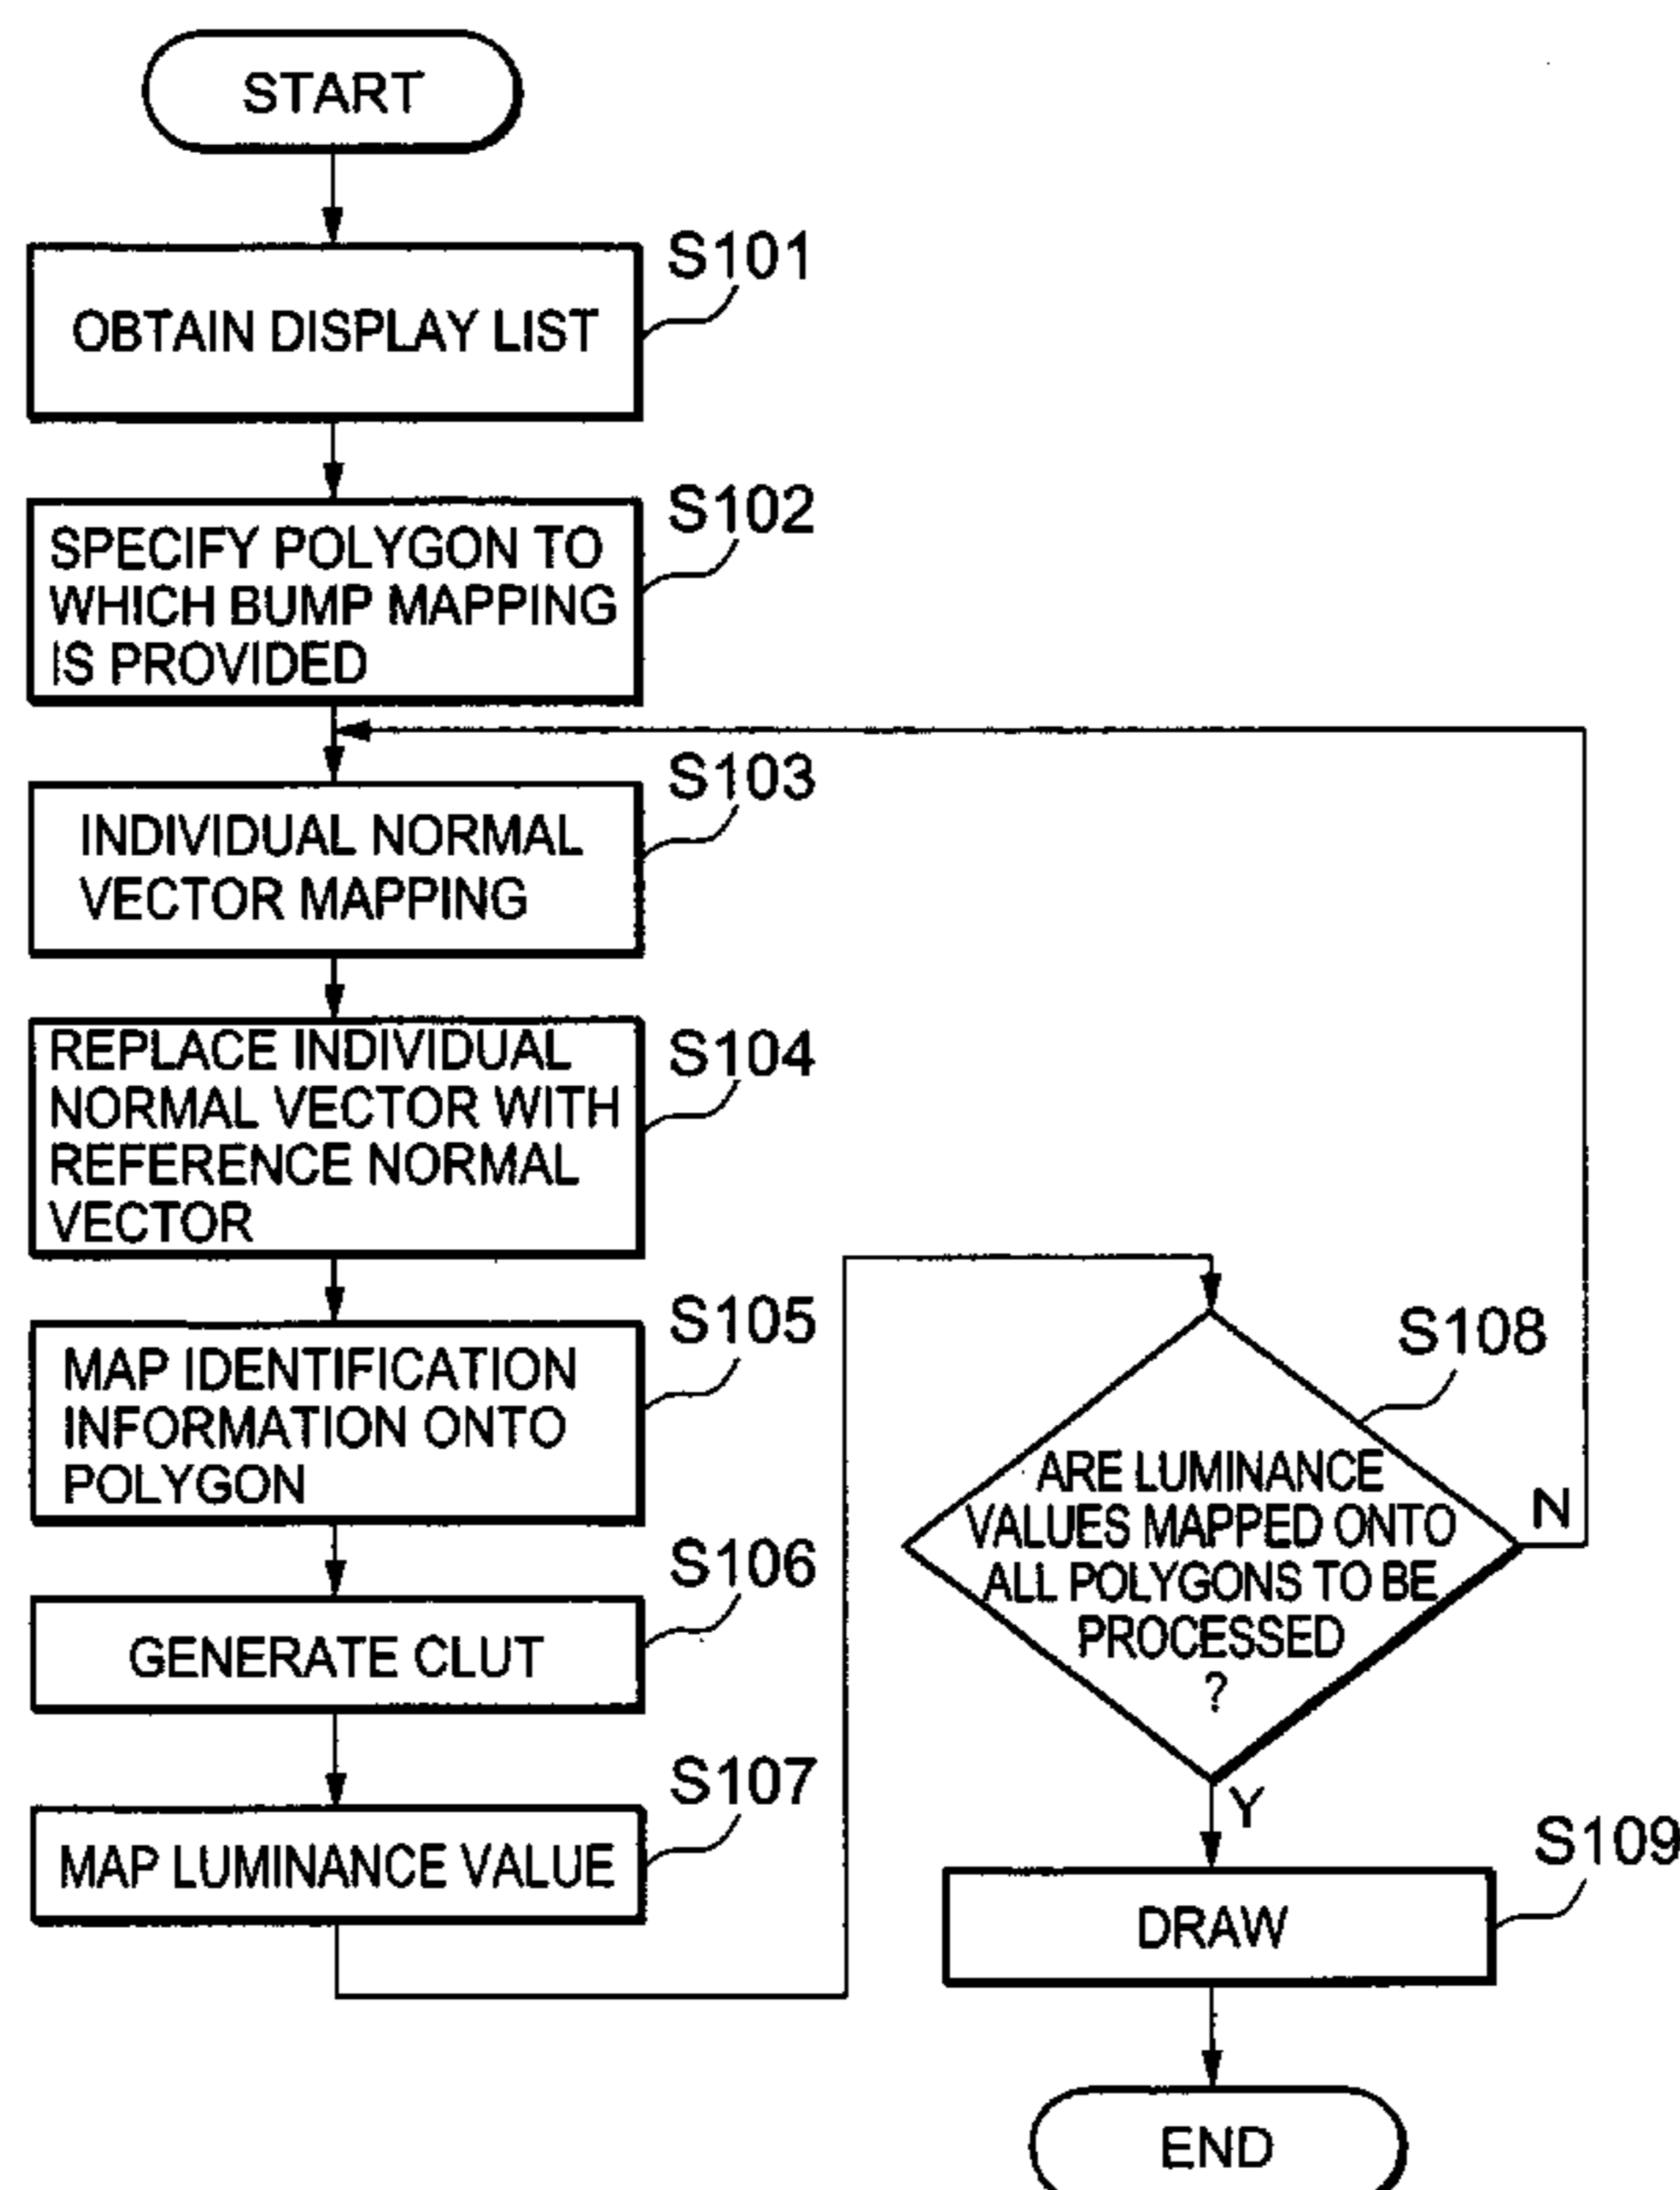 START
S101
OBTAIN DISPLAY LIST
S102
SPECIFY POLYGON TO
WHICH BUMP MAPPING
IS PROVIDED
S103
INDIVIDUAL NORMAL
VECTOR MAPPING
S104
REPLACE INDIVIDUAL
NORMAL VECTOR WITH
REFERENCE NORMAL
VECTOR
S105
MAP IDENTIFICATION
INFORMATION ONTO
POLYGON
S106
GENERATE CLUT
S107
MAP LUMINANCE VALUE
S108
ARE LUMINANCE
VALUES MAPPED ONTO
ALL POLYGONS TO BE
PROCESSED
?
N
Y
S109
DRAW
END